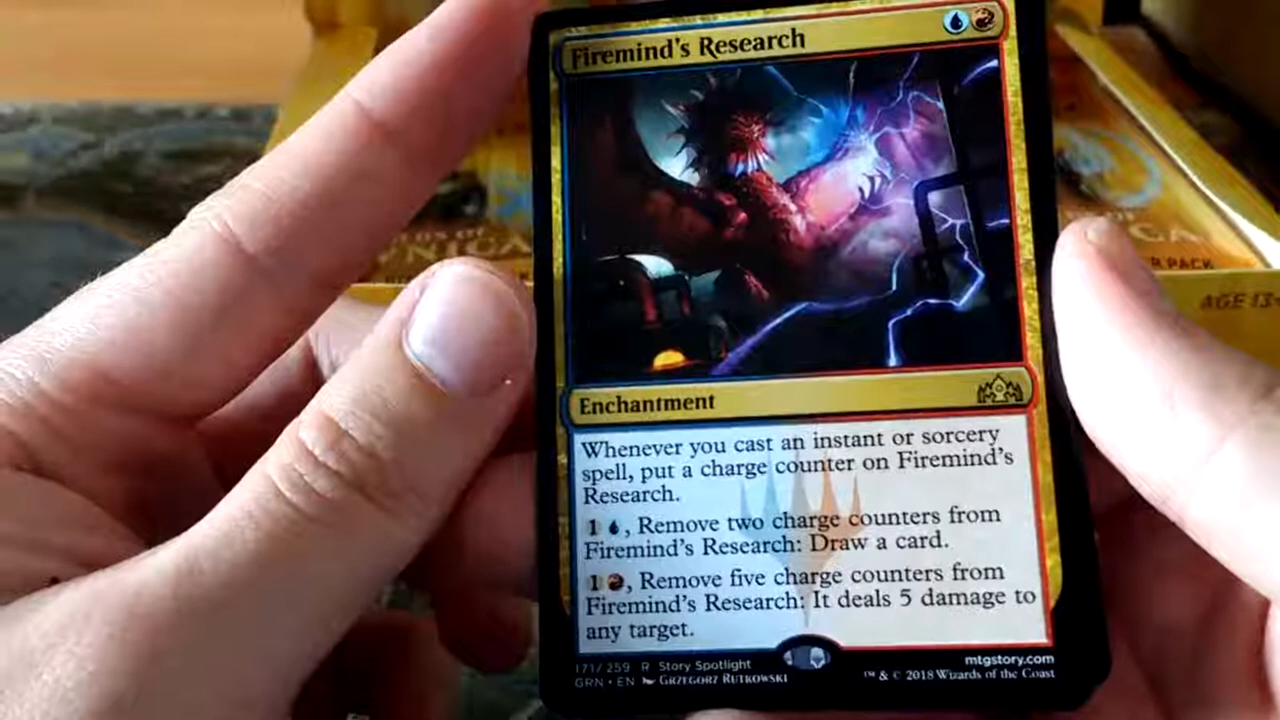 Firemind's Research
Enchantment
Whenever you cast an instant or sorcery
spell, put a charge counter on Firemind's
Research.
1 , Remove two charge counters from
Firemind's Research: Draw a card.
1 , Remove five charge counters from
Firemind's Research: It deals 5 damage to
any target.
171/259 R Story Spotlight
GRN • EN GRZEGORZ RUTKOWSKI
mtgstory.com
™ & © 2018 Wizards of the Coast
R PACK
AGE 13+